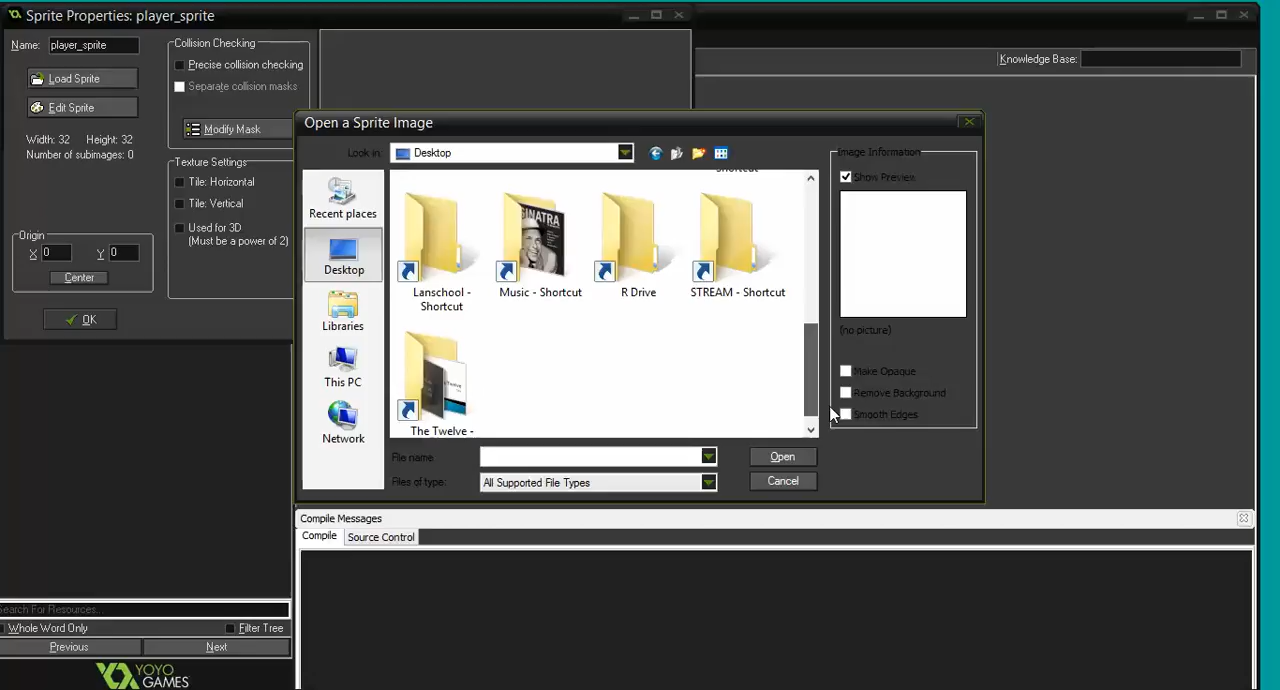 Sprite Properties: player_sprite
Name: player_sprite
Load Sprite
Edit Sprite
Width: 32 Height: 32
Number of subimages: 0
Origin
X 0 Y 0
Center
OK
Collision Checking
Precise collision checking
Separate collision masks
Modify Mask
Texture Settings
Tile: Horizontal
Tile: Vertical
Used for 3D
(Must be a power of 2)
Knowledge Base:
Open a Sprite Image
Look in: Desktop
Recent places
Desktop
Libraries
This PC
Network
Shortcut
SINATRA
Lanschool -
Shortcut
Music - Shortcut
R Drive
STREAM - Shortcut
The Twelve -
File name:
Files of type: All Supported File Types
Open
Cancel
Image Information
Show Preview
(no picture)
Make Opaque
Remove Background
Smooth Edges
Compile Messages
Compile Source Control
Search For Resources...
Whole Word Only Filter Tree
Previous Next
YOYO
GAMES